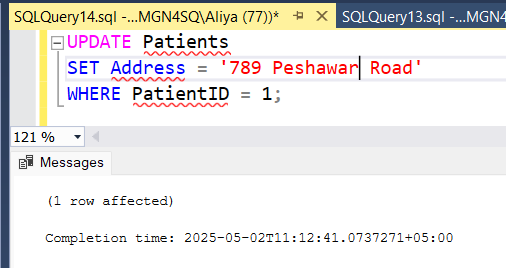 SQLQuery14.sql -...MGN4SQ\Aliya (77))* SQLQuery13.sql -...MGN4
UPDATE Patients
SET Address = '789 Peshawar Road'
WHERE PatientID = 1;
121 %
Messages
(1 row affected)
Completion time: 2025-05-02T11:12:41.0737271+05:00